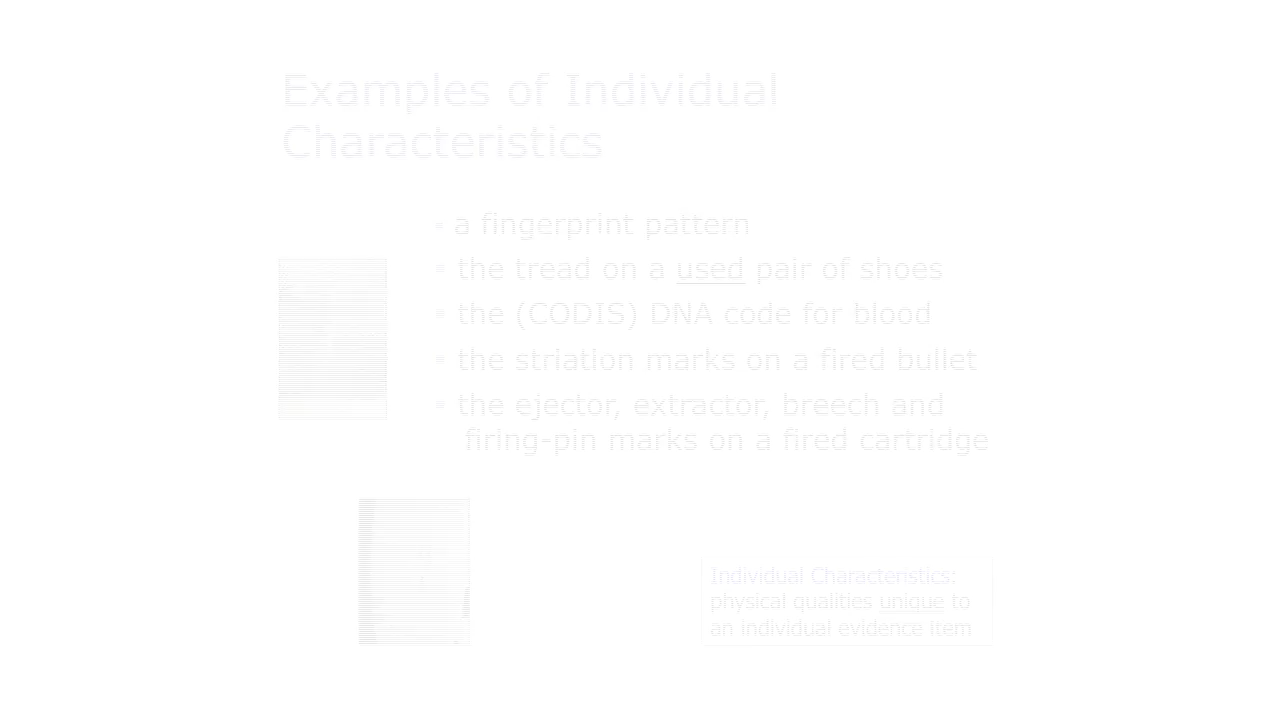 Examples of Individual
Characteristics
- a fingerprint pattern
- the tread on a used pair of shoes
- the (CODIS) DNA code for blood
- the striation marks on a fired bullet
- the ejector, extractor, breech and
firing-pin marks on a fired cartridge
Individual Characteristics:
physical qualities unique to
an individual evidence item